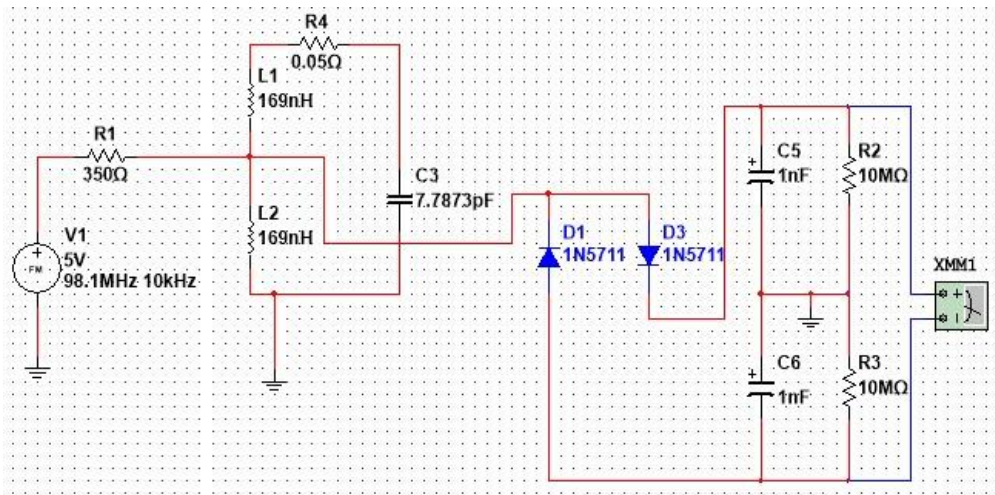 R4
0.05Ω
L1
169nH
R1
350Ω
C3
7.7873pF
L2
169nH
V1
5V
98.1MHz 10kHz
FM
D1
1N5711
D3
1N5711
C5
1nF
R2
10MΩ
XMM1
C6
1nF
R3
10MΩ